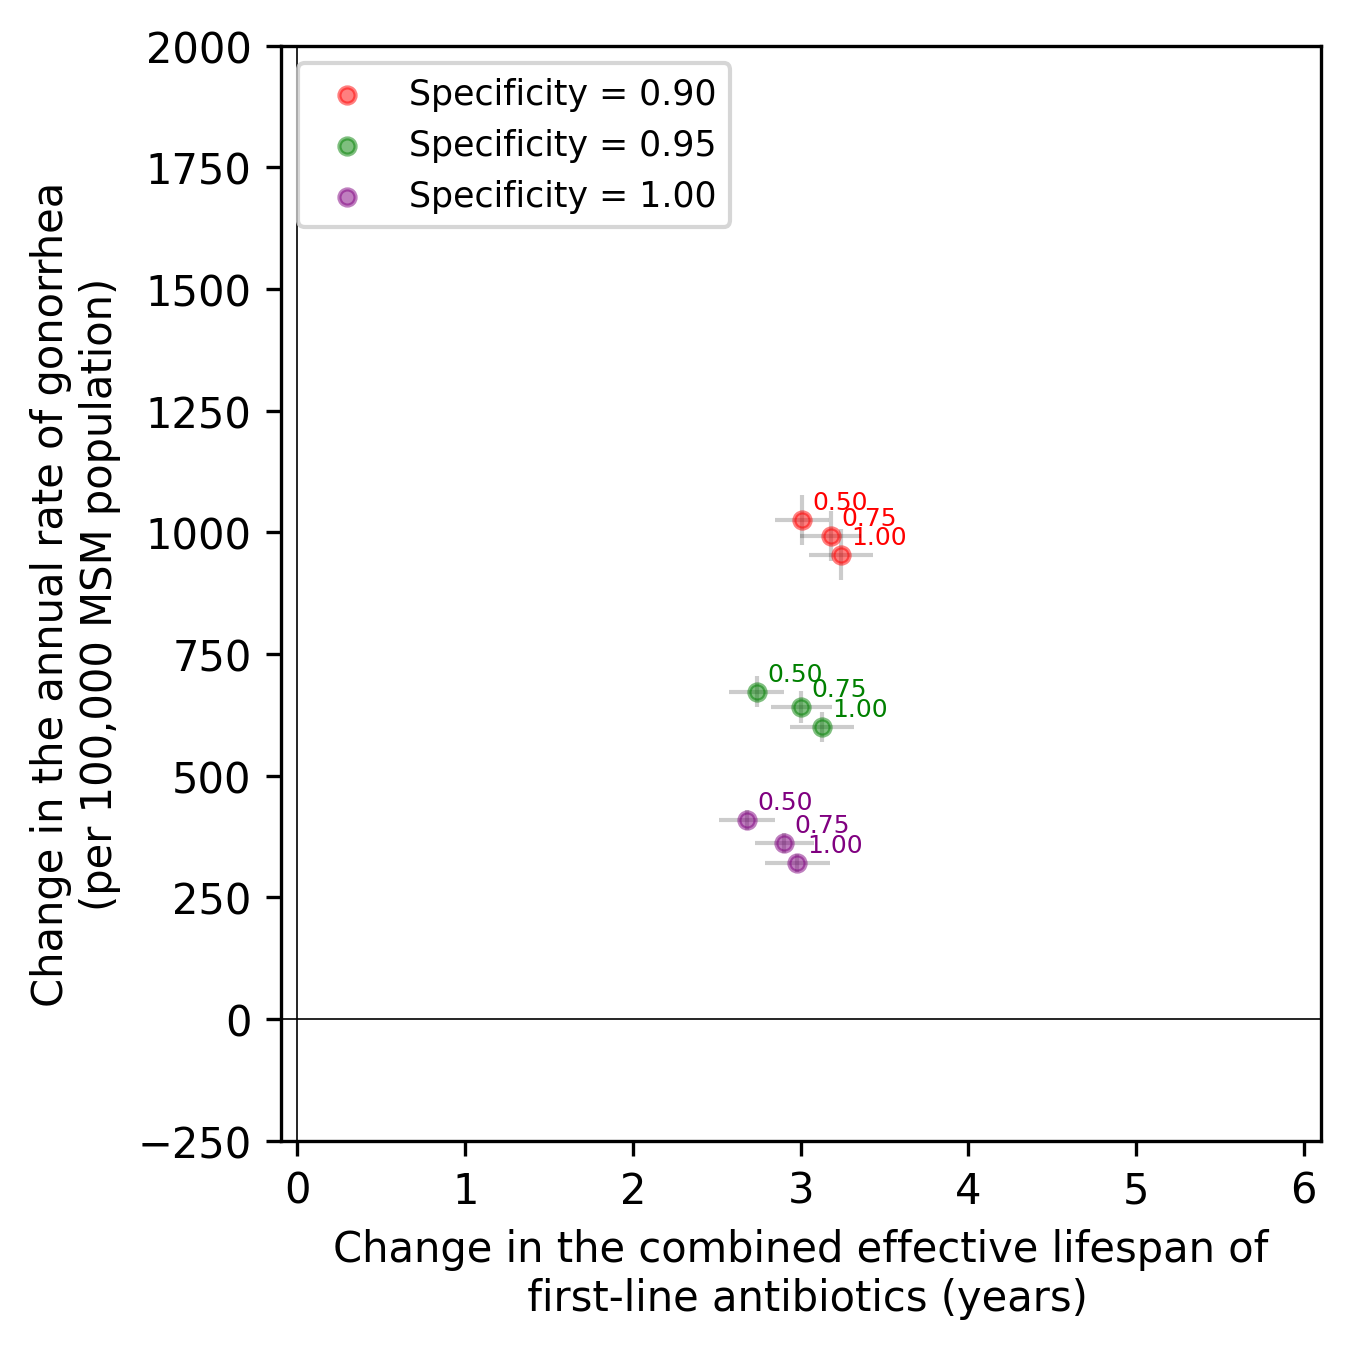 2000
1750
1500
1250
1000
750
500
250
0
−250
Change in the annual rate of gonorrhea
(per 100,000 MSM population)
Specificity = 0.90
Specificity = 0.95
Specificity = 1.00
0.50
0.75
1.00
0.50
0.75
1.00
0.50
0.75
1.00
0 1 2 3 4 5 6
Change in the combined effective lifespan of
first-line antibiotics (years)